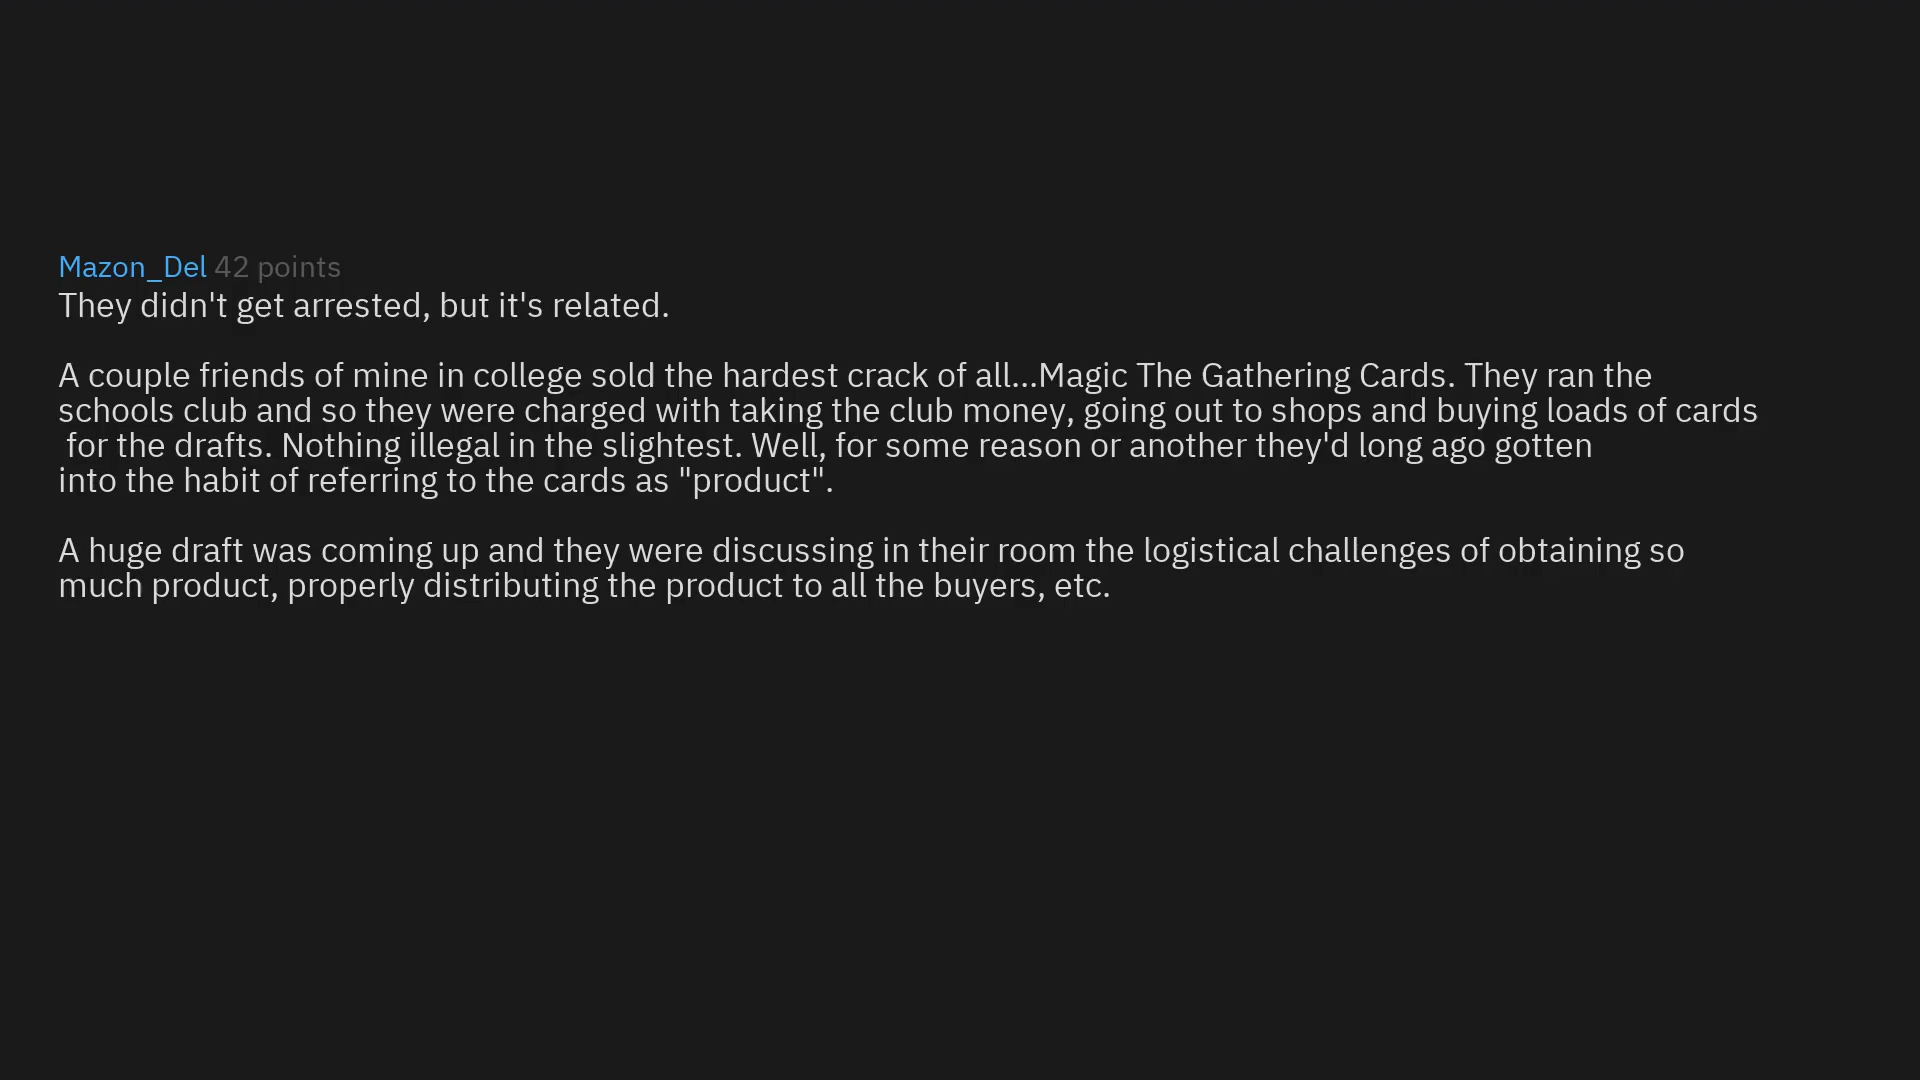 Mazon_Del 42 points
They didn't get arrested, but it's related.
A couple friends of mine in college sold the hardest crack of all...Magic The Gathering Cards. They ran the
schools club and so they were charged with taking the club money, going out to shops and buying loads of cards
for the drafts. Nothing illegal in the slightest. Well, for some reason or another they'd long ago gotten
into the habit of referring to the cards as "product".
A huge draft was coming up and they were discussing in their room the logistical challenges of obtaining so
much product, properly distributing the product to all the buyers, etc.